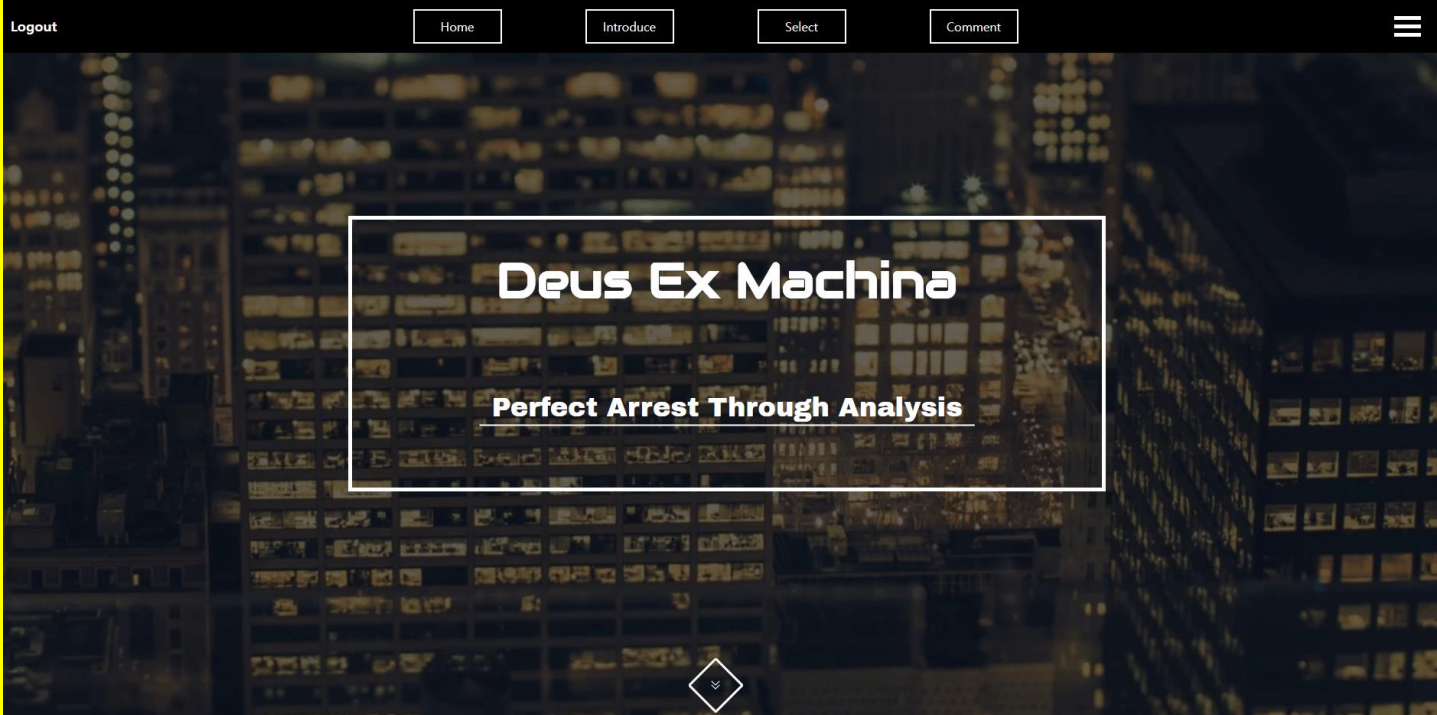 Logout
Home
Introduce
Select
Comment
Deus Ex Machina
Perfect Arrest Through Analysis